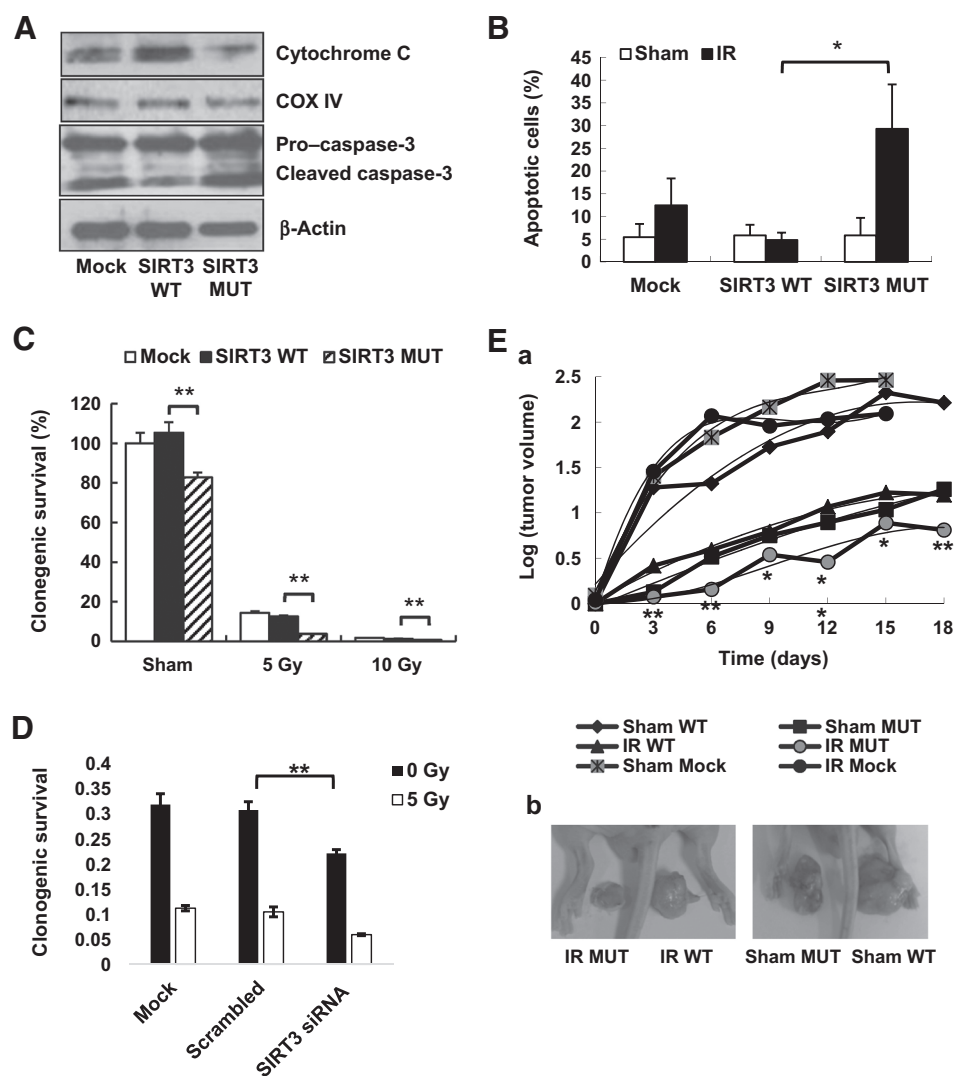 A
Cytochrome C
COX IV
Pro–caspase-3
Cleaved caspase-3
β-Actin
Mock SIRT3 WT SIRT3 MUT
B
Sham IR
*
Apoptotic cells (%)
45
40
35
30
25
20
15
10
5
0
Mock SIRT3 WT SIRT3 MUT
C
Mock SIRT3 WT SIRT3 MUT
Clonegenic survival (%)
120
100
80
60
40
20
0
**
**
**
Sham 5 Gy 10 Gy
D
Clonogenic survival
0.4
0.35
0.3
0.25
0.2
0.15
0.1
0.05
0
**
0 Gy
5 Gy
Mock
Scrambled
SIRT3 siRNA
E
a
Log (tumor volume)
2.5
2
1.5
1
0.5
0
** ** * * * * **
0 3 6 9 12 15 18
Time (days)
Sham WT Sham MUT
IR WT IR MUT
Sham Mock IR Mock
b
IR MUT IR WT Sham MUT Sham WT